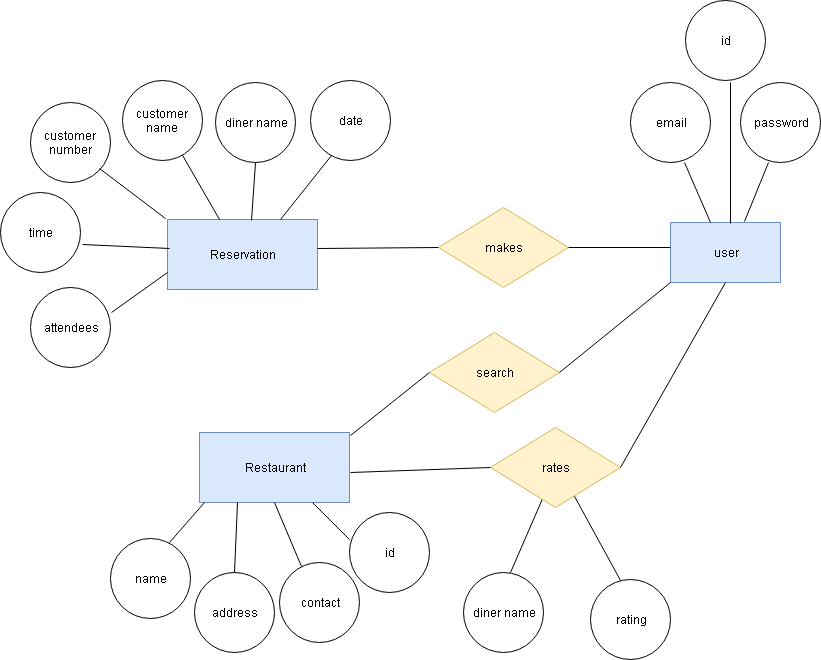 id
customer
name
diner name
date
email
password
customer
number
time
Reservation
makes
user
attendees
search
Restaurant
rates
id
name
contact
address
diner name
rating